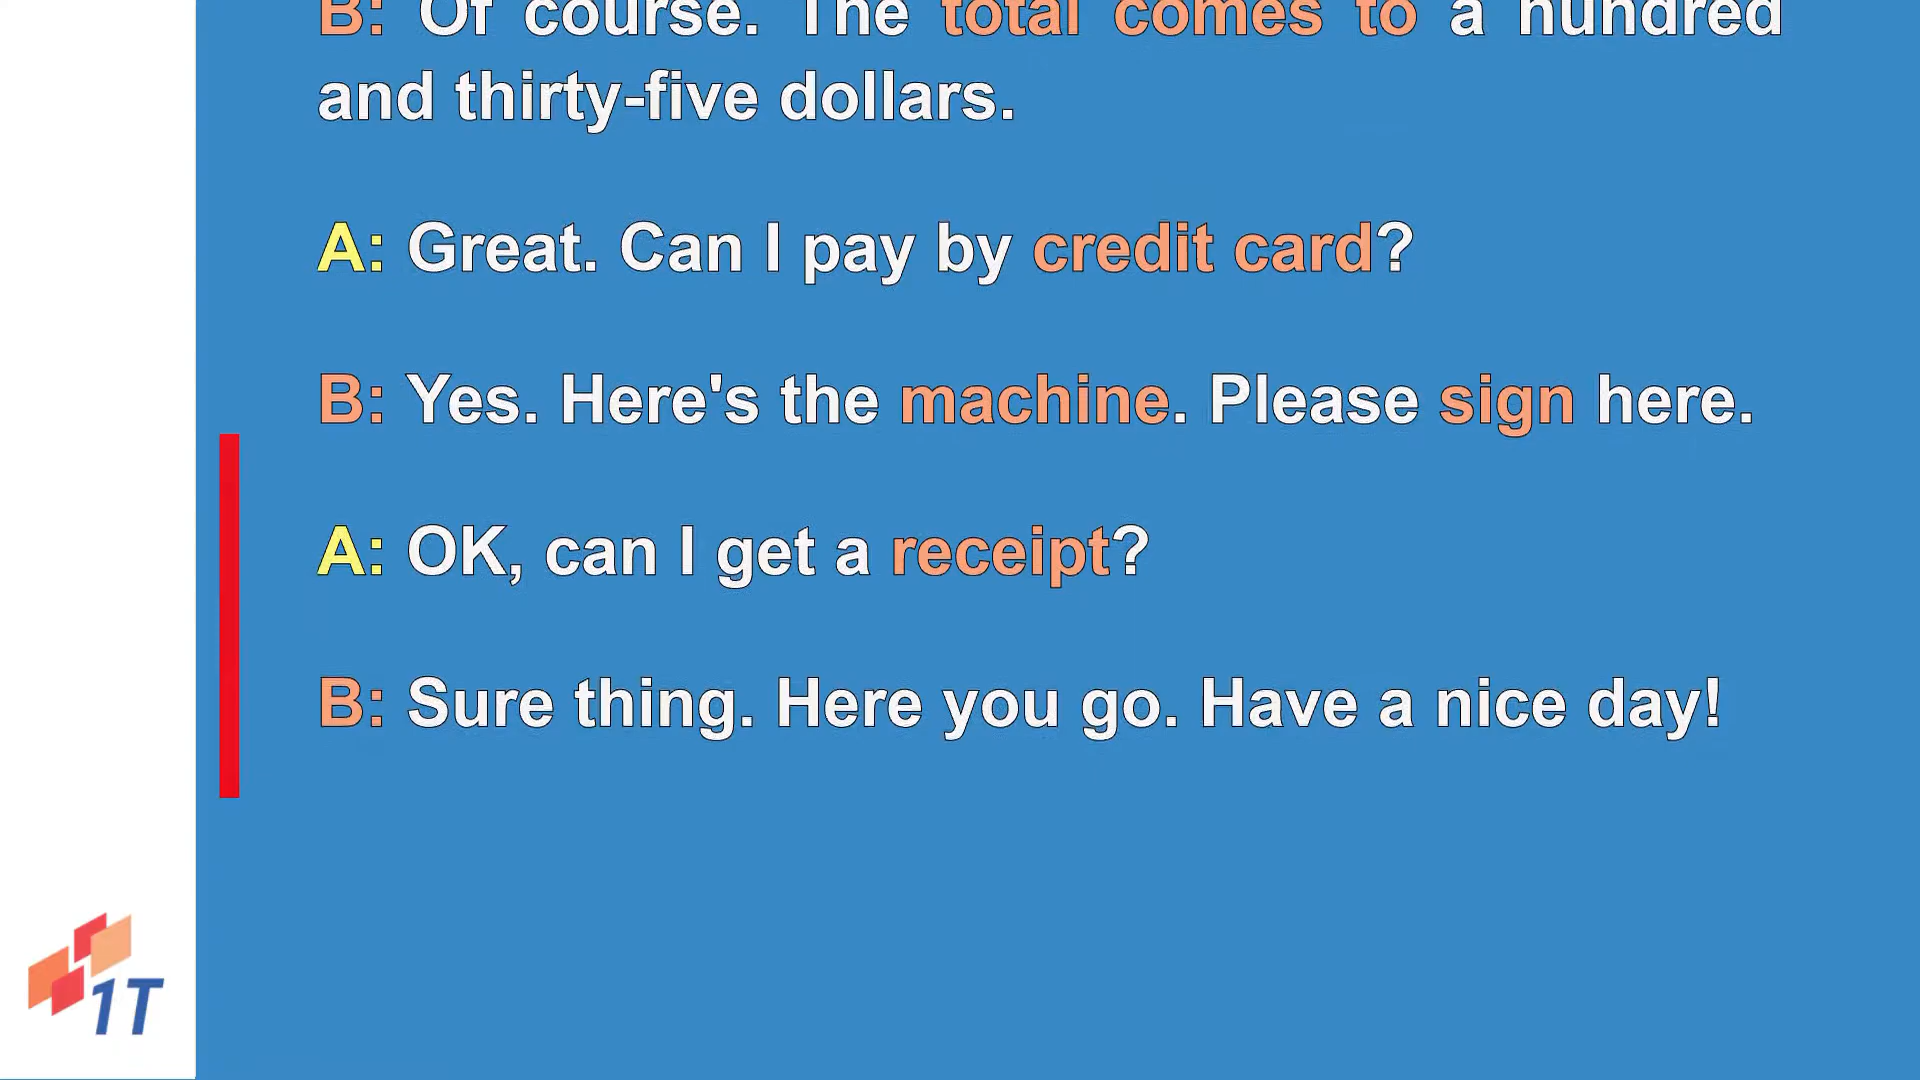 B: Of course. The total comes to a hundred
and thirty-five dollars.
A: Great. Can I pay by credit card?
B: Yes. Here's the machine. Please sign here.
A: OK, can I get a receipt?
B: Sure thing. Here you go. Have a nice day!
1T